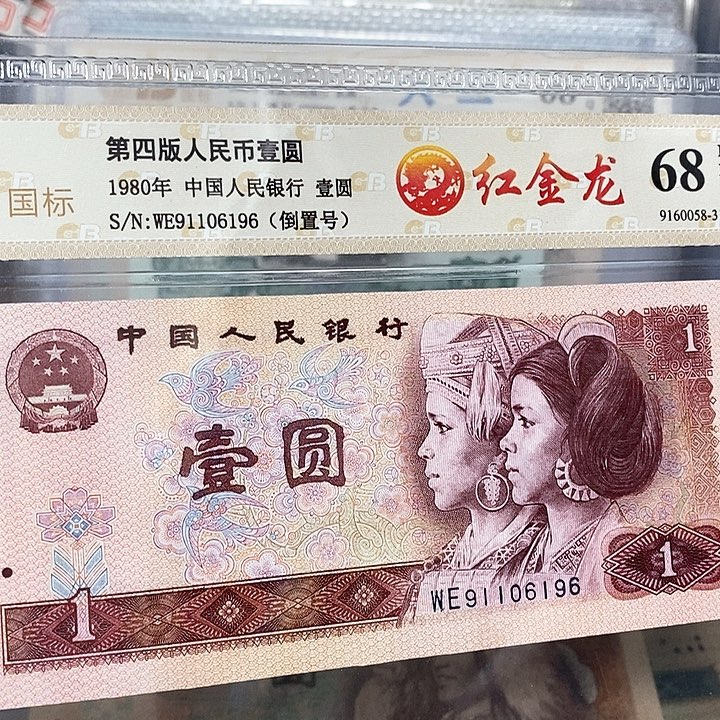 国标
第四版人民币壹圆
1980年 中国人民银行 壹圆
S/N:WE91106196（倒置号）
红金龙
68
9160058-3
中国人民银行
1
壹圆
1
WE91106196
1